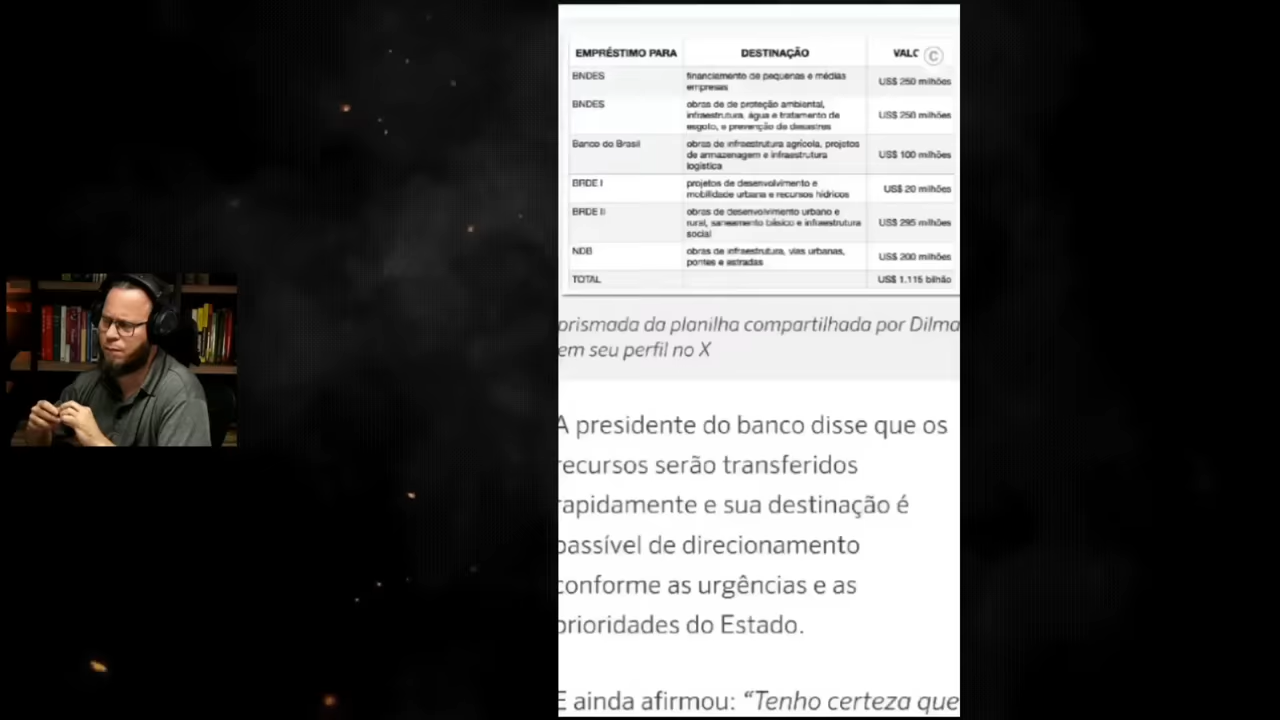 EMPRÉSTIMO PARA DESTINAÇÃO VALC C
BNDES financiamento de pequenas e médias US$ 250 milhões
empresas
BNDES obras de de proteção ambiental, US$ 250 milhões
infraestrutura, água e tratamento de
esgoto, e prevenção de desastres
Banco do Brasil obras de infraestrutura agrícola, projetos US$ 100 milhões
de armazenagem e infraestrutura
logística
BRDE I projetos de desenvolvimento e US$ 20 milhões
mobilidade urbana e recursos hídricos
BRDE II obras de desenvolvimento urbano e US$ 295 milhões
rural, saneamento básico e infraestrutura
social
NDB obras de infraestrutura, vias urbanas, US$ 200 milhões
pontes e estradas
TOTAL US$ 1.115 bilhão
prismada da planilha compartilhada por Dilma
em seu perfil no X
A presidente do banco disse que os
recursos serão transferidos
rapidamente e sua destinação é
passível de direcionamento
conforme as urgências e as
prioridades do Estado.
E ainda afirmou: “Tenho certeza que